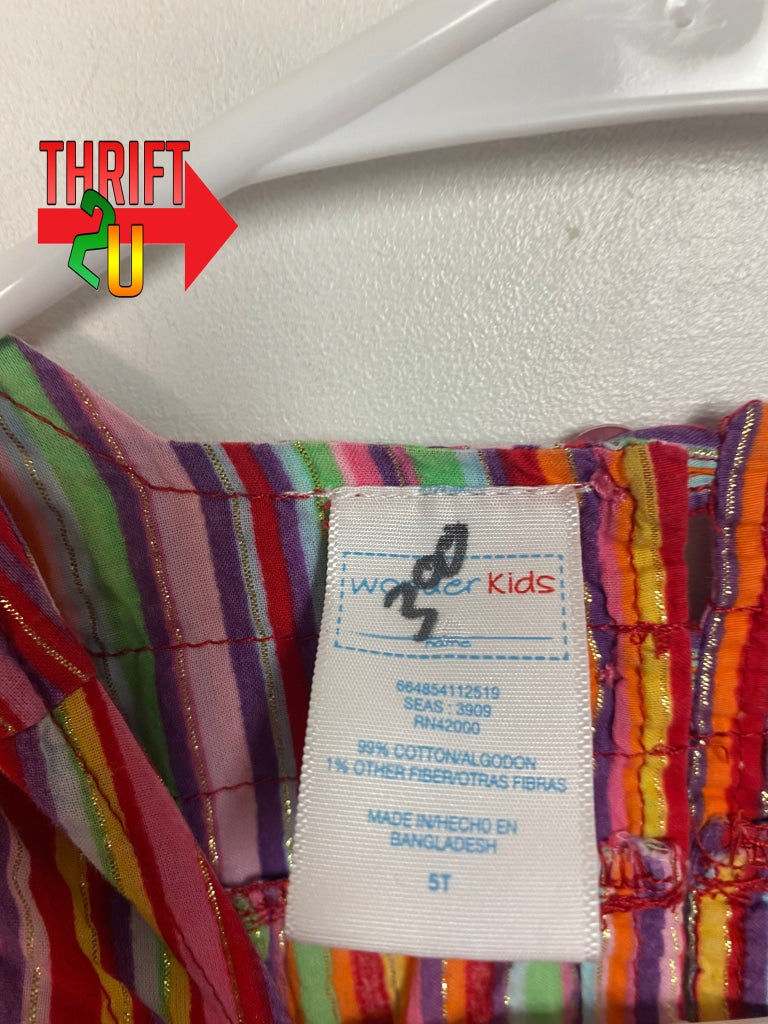 THRIFT
2U
300
wonder Kids
name
664854112519
SEAS : 3909
RN42000
99% COTTON/ALGODON
1% OTHER FIBER/OTRAS FIBRAS
MADE IN/HECHO EN
BANGLADESH
5T